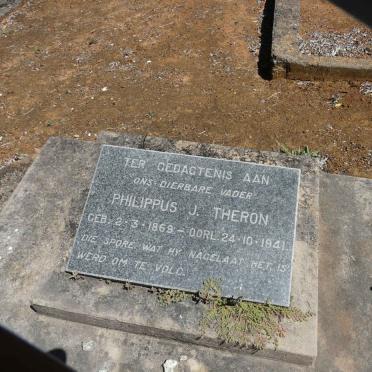 TER GEDAGTENIS AAN
ONS DIERBARE VADER
PHILIPPUS J. THERON
GEB. 2-3-1869 – OORL. 24-10-1941.
DIE SPORE WAT HY NAGELAAT HET, IS
WERD OM TE VOLG.